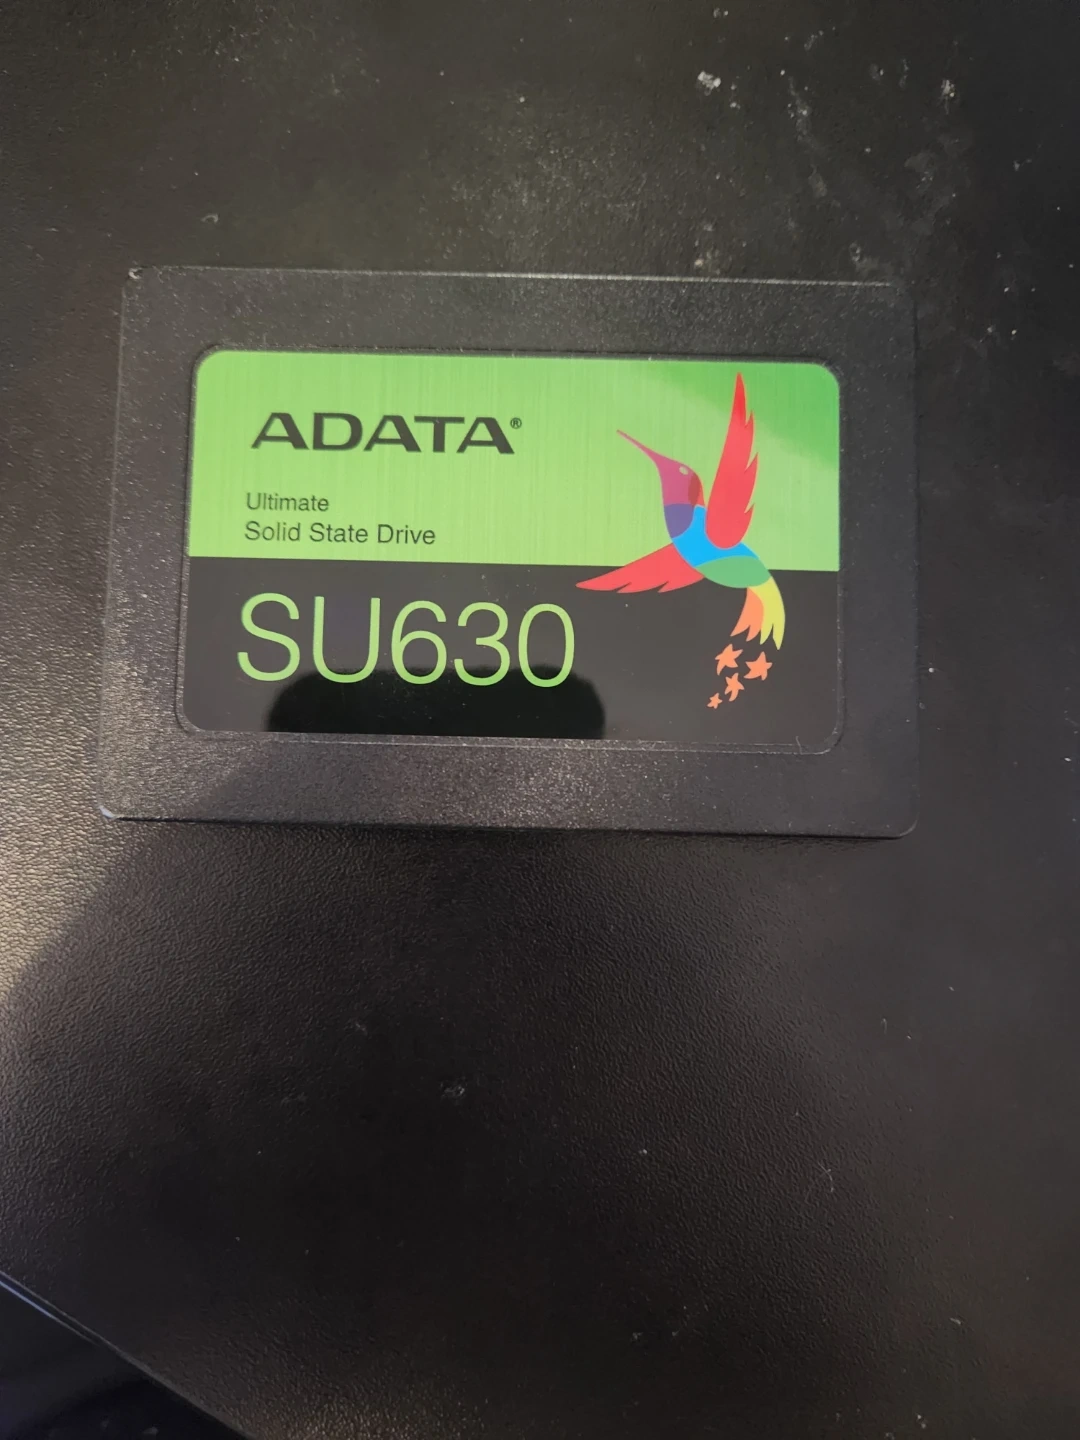 ADATA®
Ultimate
Solid State Drive
SU630